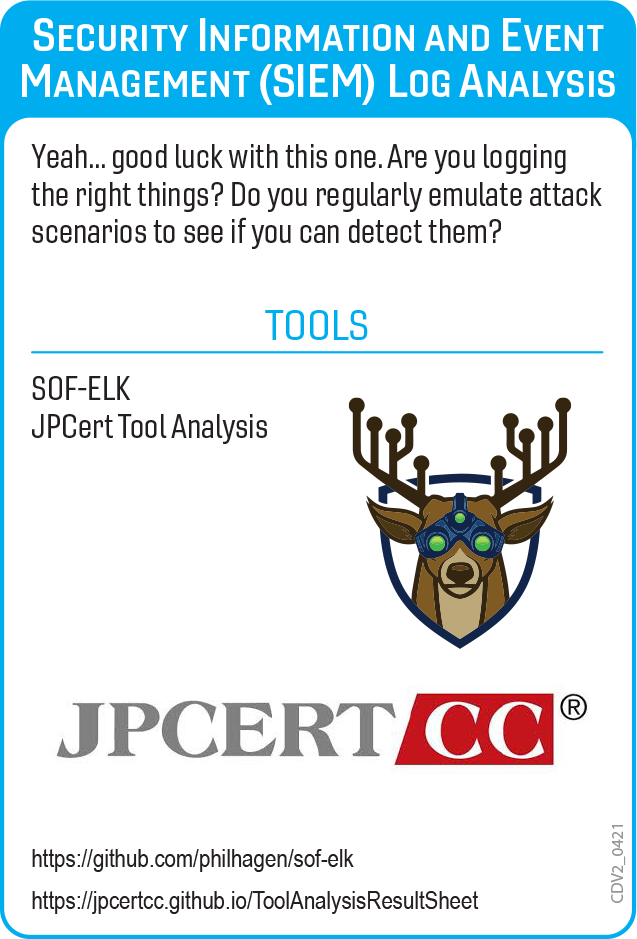 SECURITY INFORMATION AND EVENT
MANAGEMENT (SIEM) LOG ANALYSIS
Yeah... good luck with this one. Are you logging
the right things? Do you regularly emulate attack
scenarios to see if you can detect them?
TOOLS
SOF-ELK
JPCert Tool Analysis
JPCERT CC®
https://github.com/philhagen/sof-elk
https://jpcertcc.github.io/ToolAnalysisResultSheet
CDV2_0421